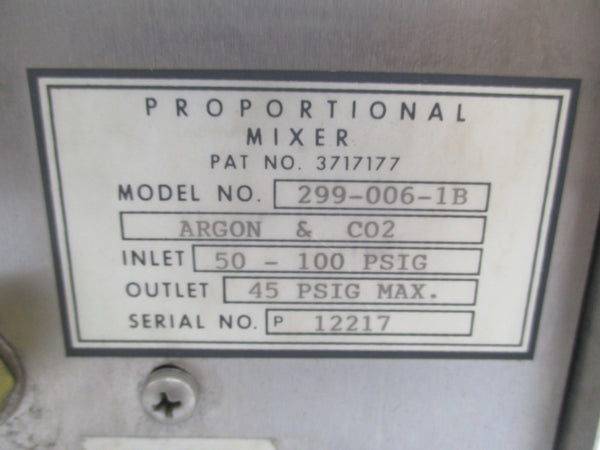 PROPORTIONAL
MIXER
PAT NO. 3717177
MODEL NO. 299-006-1B
ARGON & CO2
INLET 50 - 100 PSIG
OUTLET 45 PSIG MAX.
SERIAL NO. P 12217